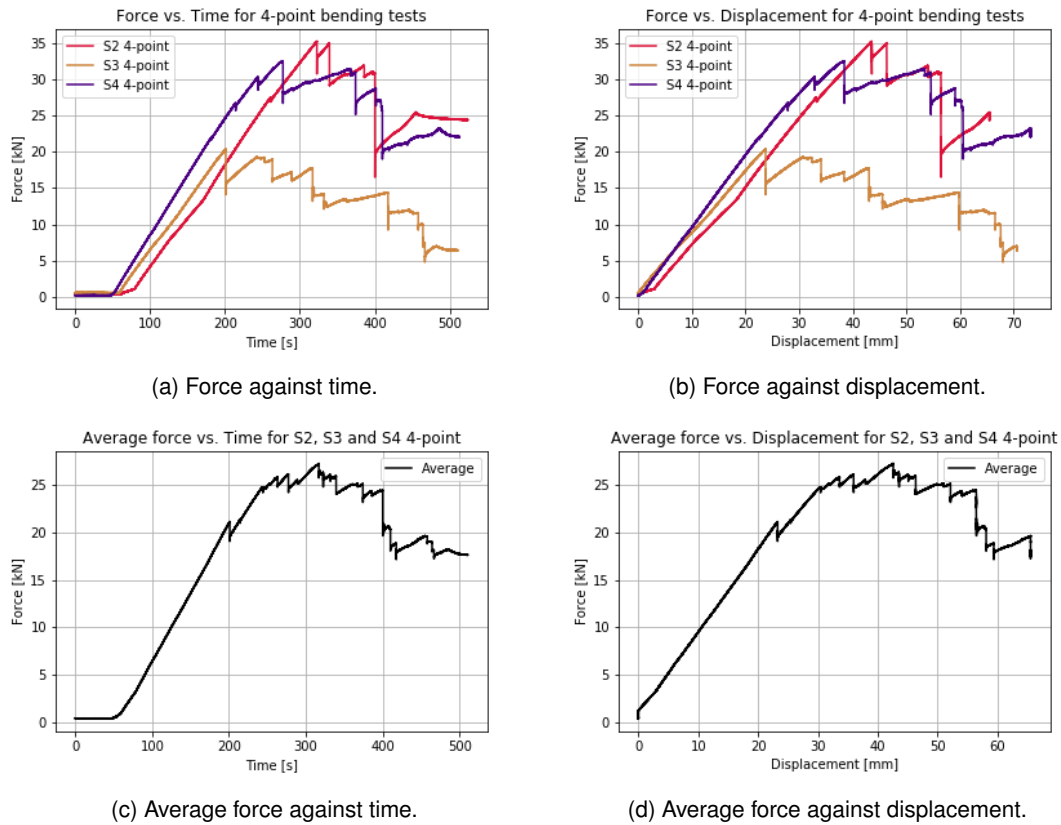 Force vs. Time for 4-point bending tests
S2 4-point
S3 4-point
S4 4-point
35
30
25
20
15
10
5
0
Force [kN]
0 100 200 300 400 500
Time [s]
(a) Force against time.
Force vs. Displacement for 4-point bending tests
S2 4-point
S3 4-point
S4 4-point
35
30
25
20
15
10
5
0
Force [kN]
0 10 20 30 40 50 60 70
Displacement [mm]
(b) Force against displacement.
Average force vs. Time for S2, S3 and S4 4-point
Average
25
20
15
10
5
0
Force [kN]
0 100 200 300 400 500
Time [s]
(c) Average force against time.
Average force vs. Displacement for S2, S3 and S4 4-point
Average
25
20
15
10
5
0
Force [kN]
0 10 20 30 40 50 60
Displacement [mm]
(d) Average force against displacement.